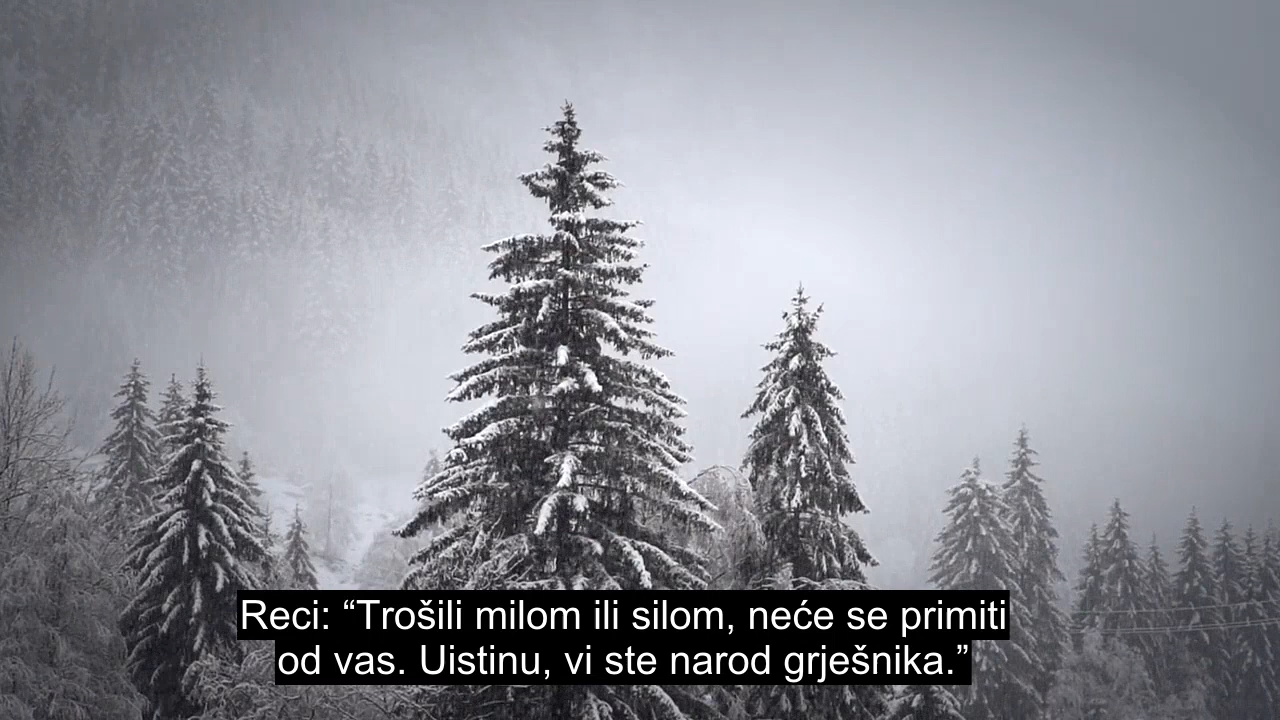 Reci: “Trošili milom ili silom, neće se primiti
od vas. Uistinu, vi ste narod grješnika.”